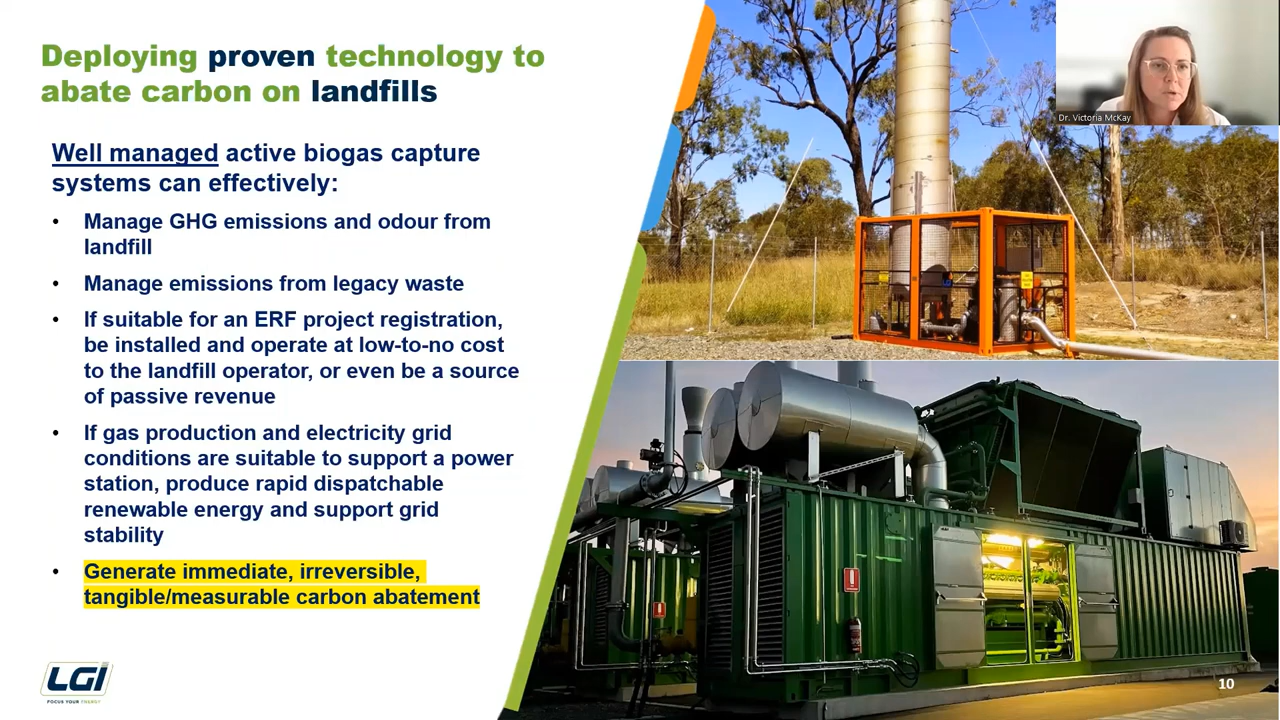 Deploying proven technology to
abate carbon on landfills
Well managed active biogas capture
systems can effectively:
• Manage GHG emissions and odour from
landfill
• Manage emissions from legacy waste
• If suitable for an ERF project registration,
be installed and operate at low-to-no cost
to the landfill operator, or even be a source
of passive revenue
• If gas production and electricity grid
conditions are suitable to support a power
station, produce rapid dispatchable
renewable energy and support grid
stability
• Generate immediate, irreversible,
tangible/measurable carbon abatement
LGI
FOCUS YOUR ENERGY
Dr. Victoria McKay
10